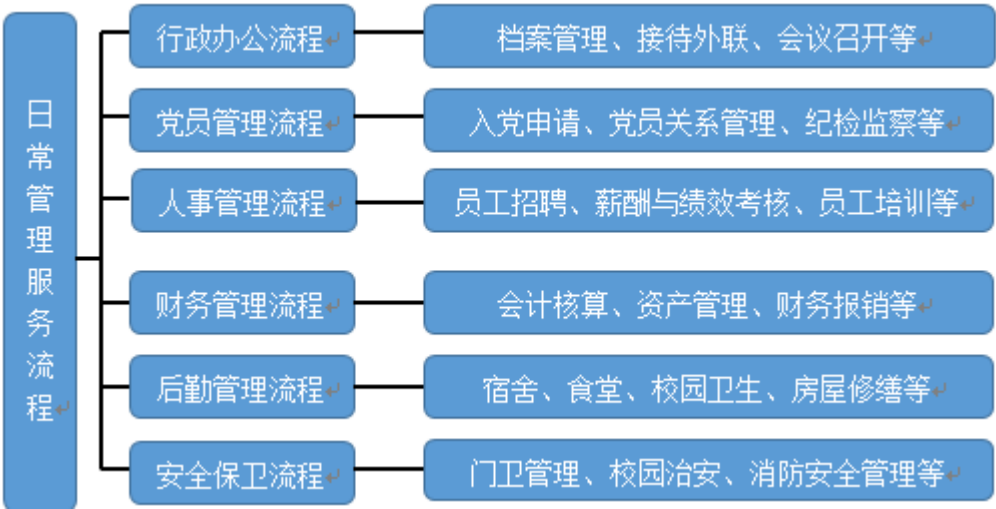 日常管理服务流程
行政办公流程
档案管理、接待外联、会议召开等
党员管理流程
入党申请、党员关系管理、纪检监察等
人事管理流程
员工招聘、薪酬与绩效考核、员工培训等
财务管理流程
会计核算、资产管理、财务报销等
后勤管理流程
宿舍、食堂、校园卫生、房屋修缮等
安全保卫流程
门卫管理、校园治安、消防安全管理等